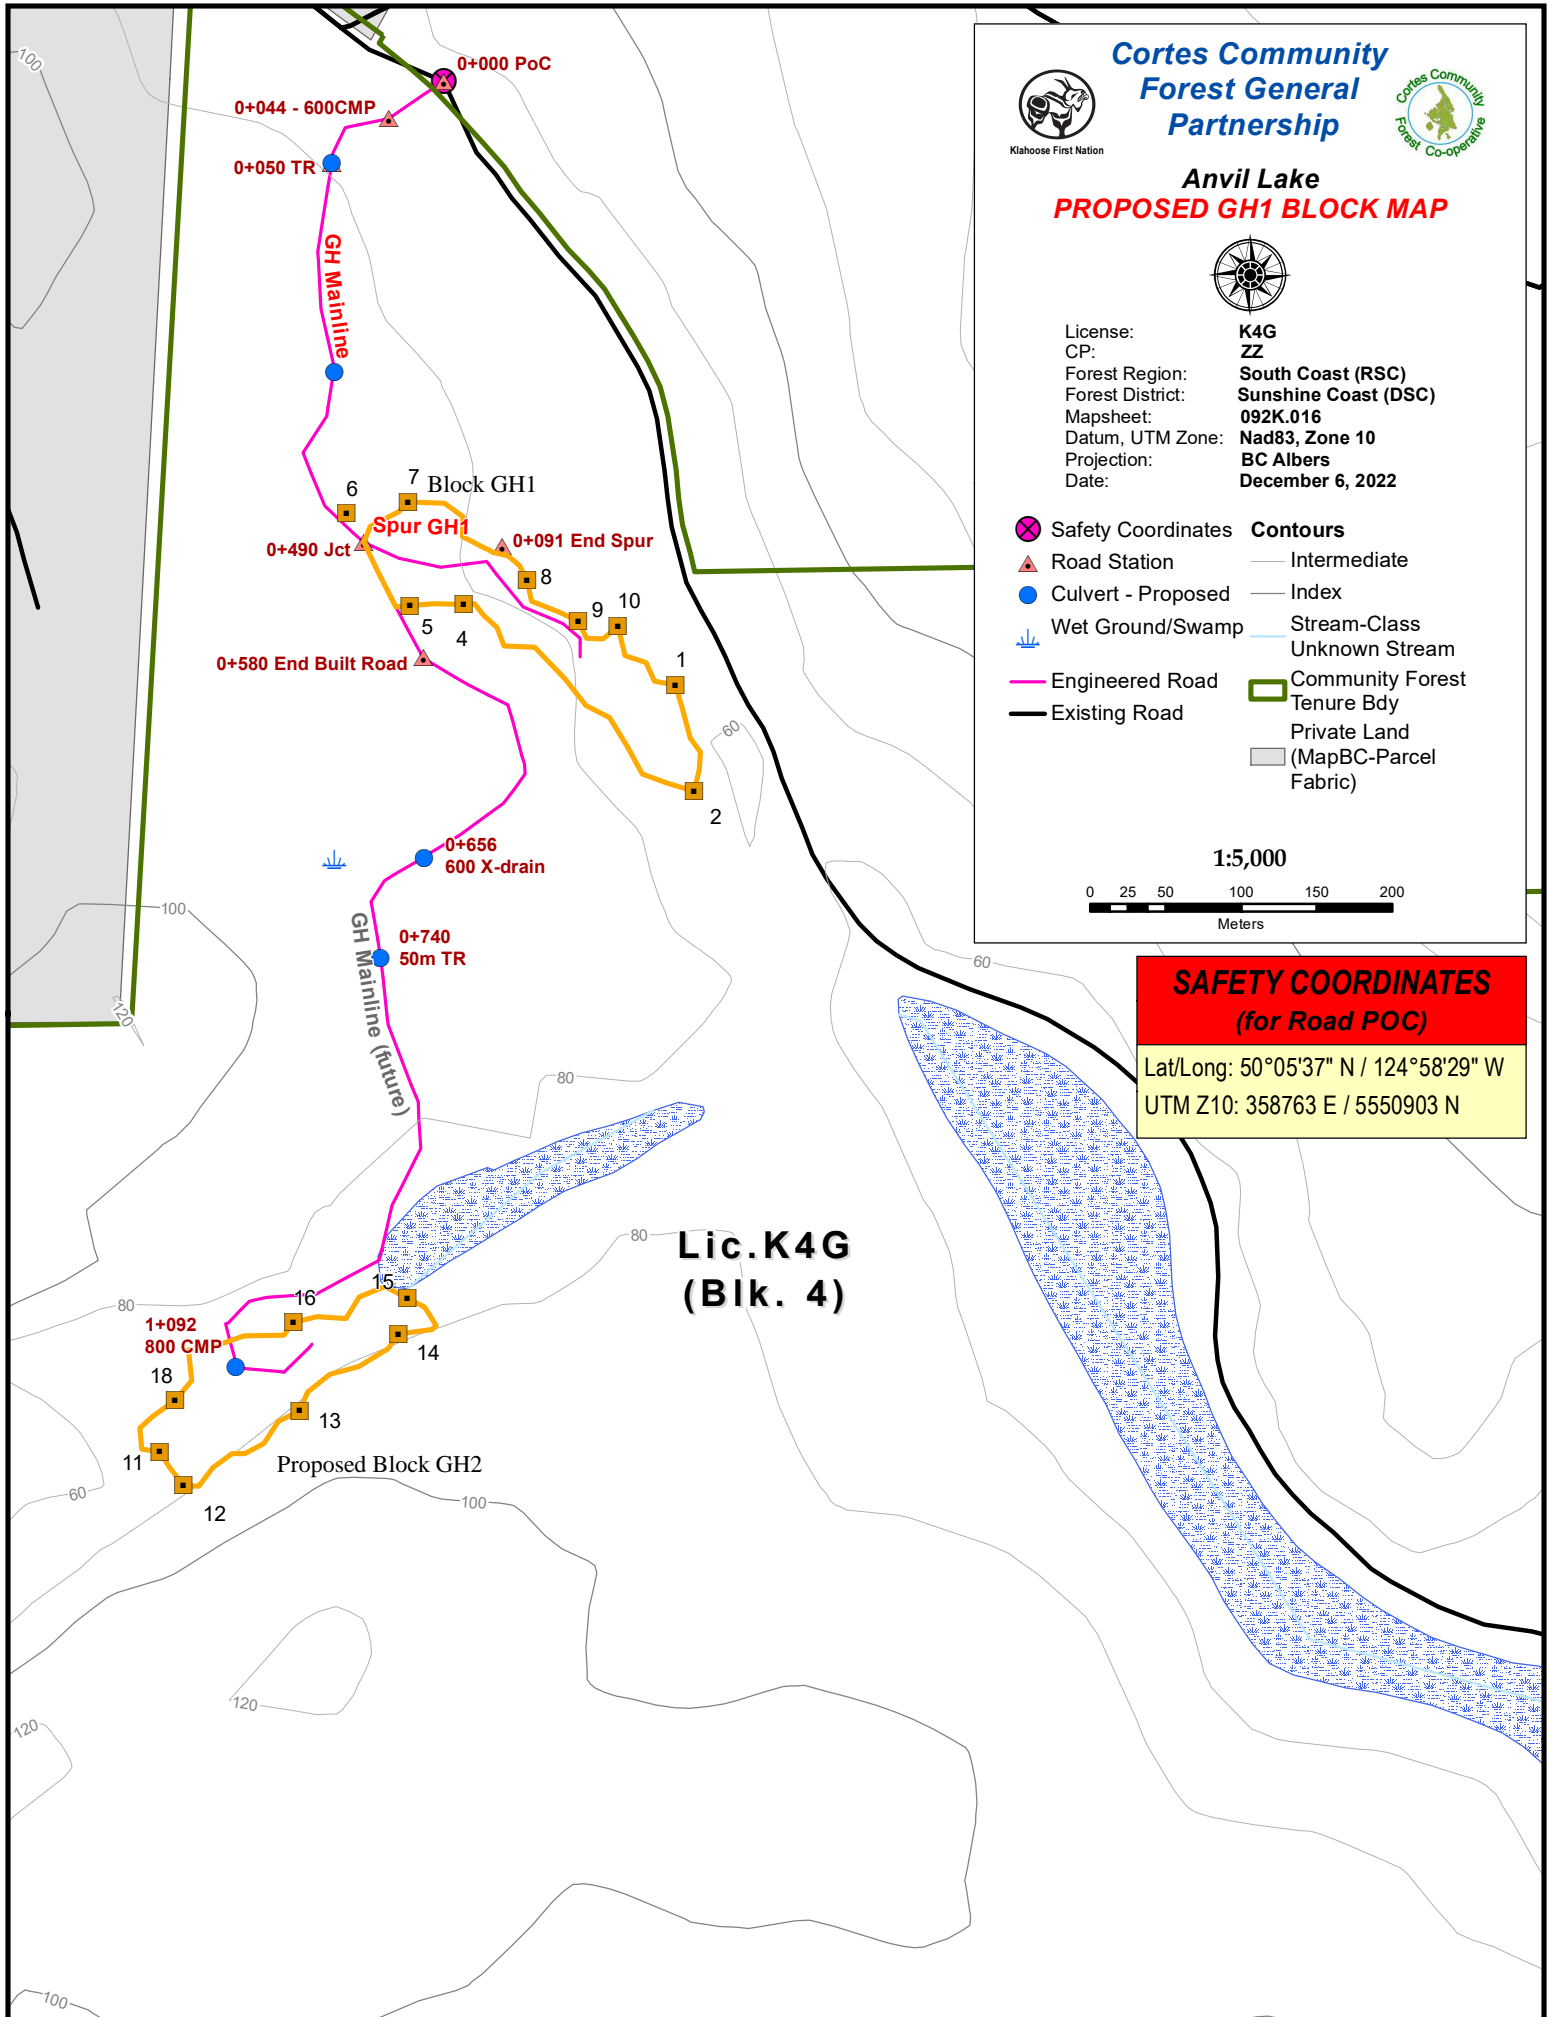 Cortes Community
Forest General
Partnership
Klahoose First Nation
Cortes Community
Forest Co-operative
Anvil Lake
PROPOSED GH1 BLOCK MAP
License: K4G
CP: ZZ
Forest Region: South Coast (RSC)
Forest District: Sunshine Coast (DSC)
Mapsheet: 092K.016
Datum, UTM Zone: Nad83, Zone 10
Projection: BC Albers
Date: December 6, 2022
Safety Coordinates
Road Station
Culvert - Proposed
Wet Ground/Swamp
Engineered Road
Existing Road
Contours
Intermediate
Index
Stream-Class
Unknown Stream
Community Forest
Tenure Bdy
Private Land
(MapBC-Parcel
Fabric)
1:5,000
0 25 50 100 150 200
Meters
SAFETY COORDINATES
(for Road POC)
Lat/Long: 50°05'37" N / 124°58'29" W
UTM Z10: 358763 E / 5550903 N
100
0+000 PoC
0+044 - 600CMP
0+050 TR
GH Mainline
7
Block GH1
6
Spur GH1
0+091 End Spur
0+490 Jct
8
9
10
5
4
0+580 End Built Road
1
60
2
0+656
600 X-drain
100
0+740
50m TR
GH Mainline (future)
60
120
80
80
Lic.K4G
(Blk. 4)
15
80
16
1+092
800 CMP
14
18
13
11
Proposed Block GH2
60
12
100
120
120
100